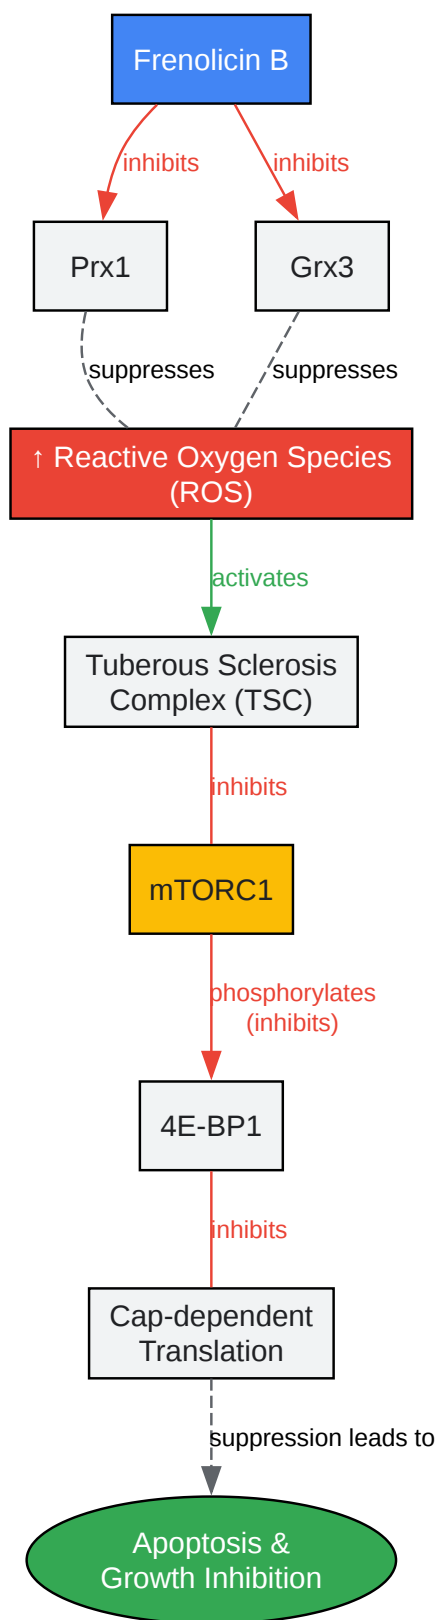 Frenolicin B
inhibits
inhibits
Prx1
Grx3
suppresses
suppresses
↑ Reactive Oxygen Species
(ROS)
activates
Tuberous Sclerosis
Complex (TSC)
inhibits
mTORC1
phosphorylates
(inhibits)
4E-BP1
inhibits
Cap-dependent
Translation
suppression leads to
Apoptosis &
Growth Inhibition